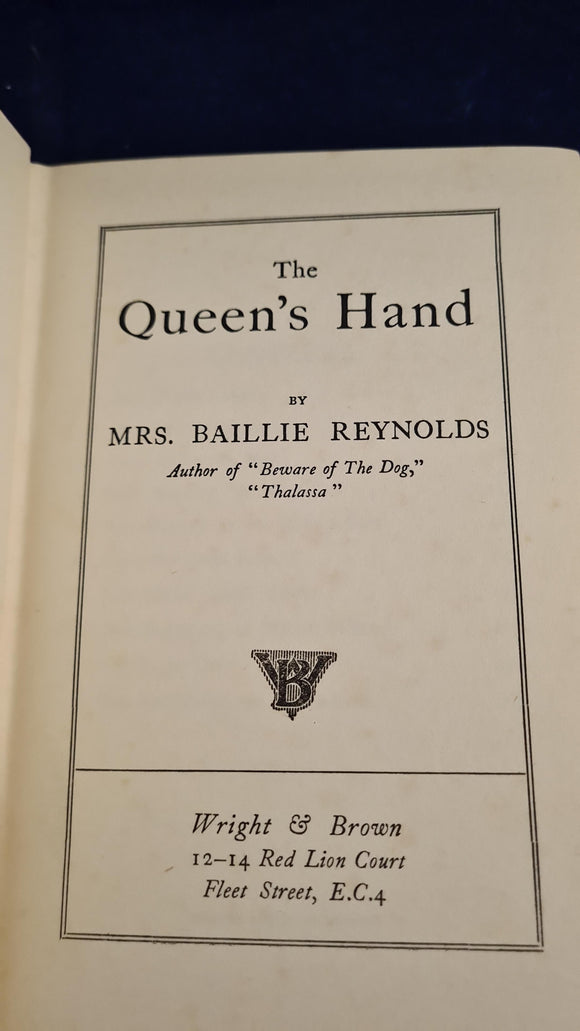 The
Queen's Hand
BY
MRS. BAILLIE REYNOLDS
Author of “Beware of The Dog,”
“Thalassa”
WB
Wright & Brown
12–14 Red Lion Court
Fleet Street, E.C.4